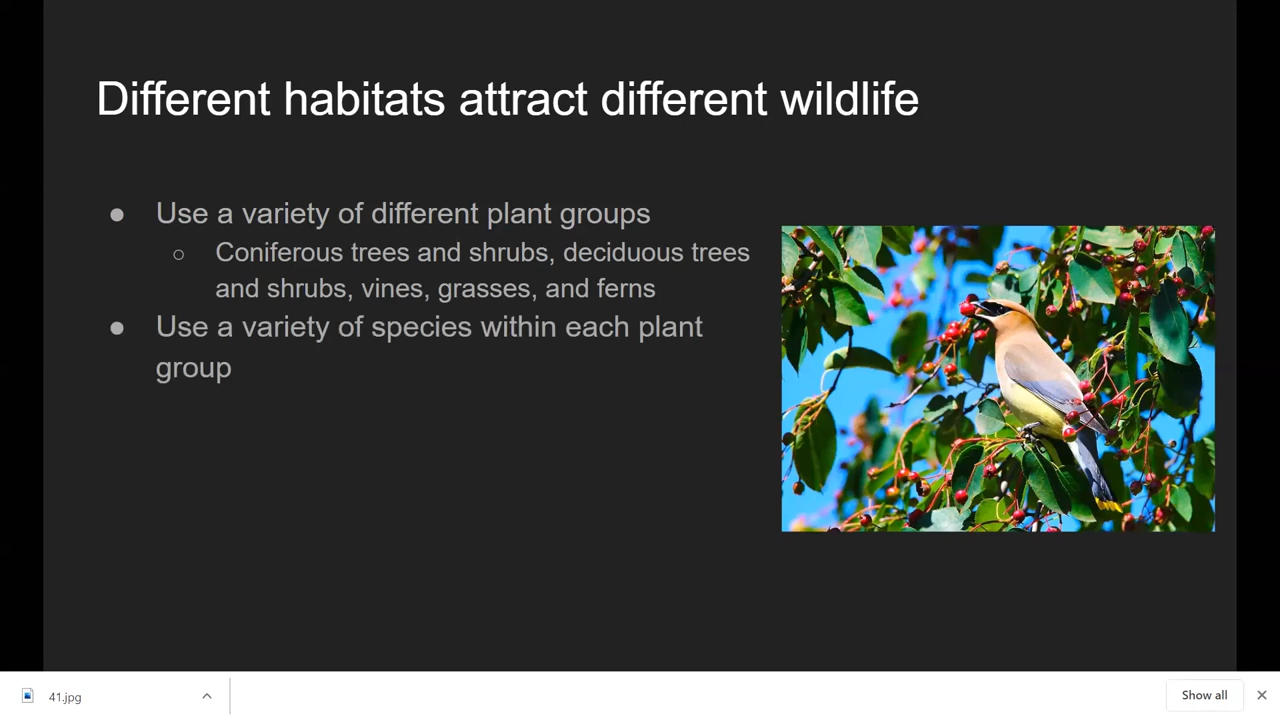 Different habitats attract different wildlife
● Use a variety of different plant groups
○ Coniferous trees and shrubs, deciduous trees
and shrubs, vines, grasses, and ferns
● Use a variety of species within each plant
group
41.jpg
Show all